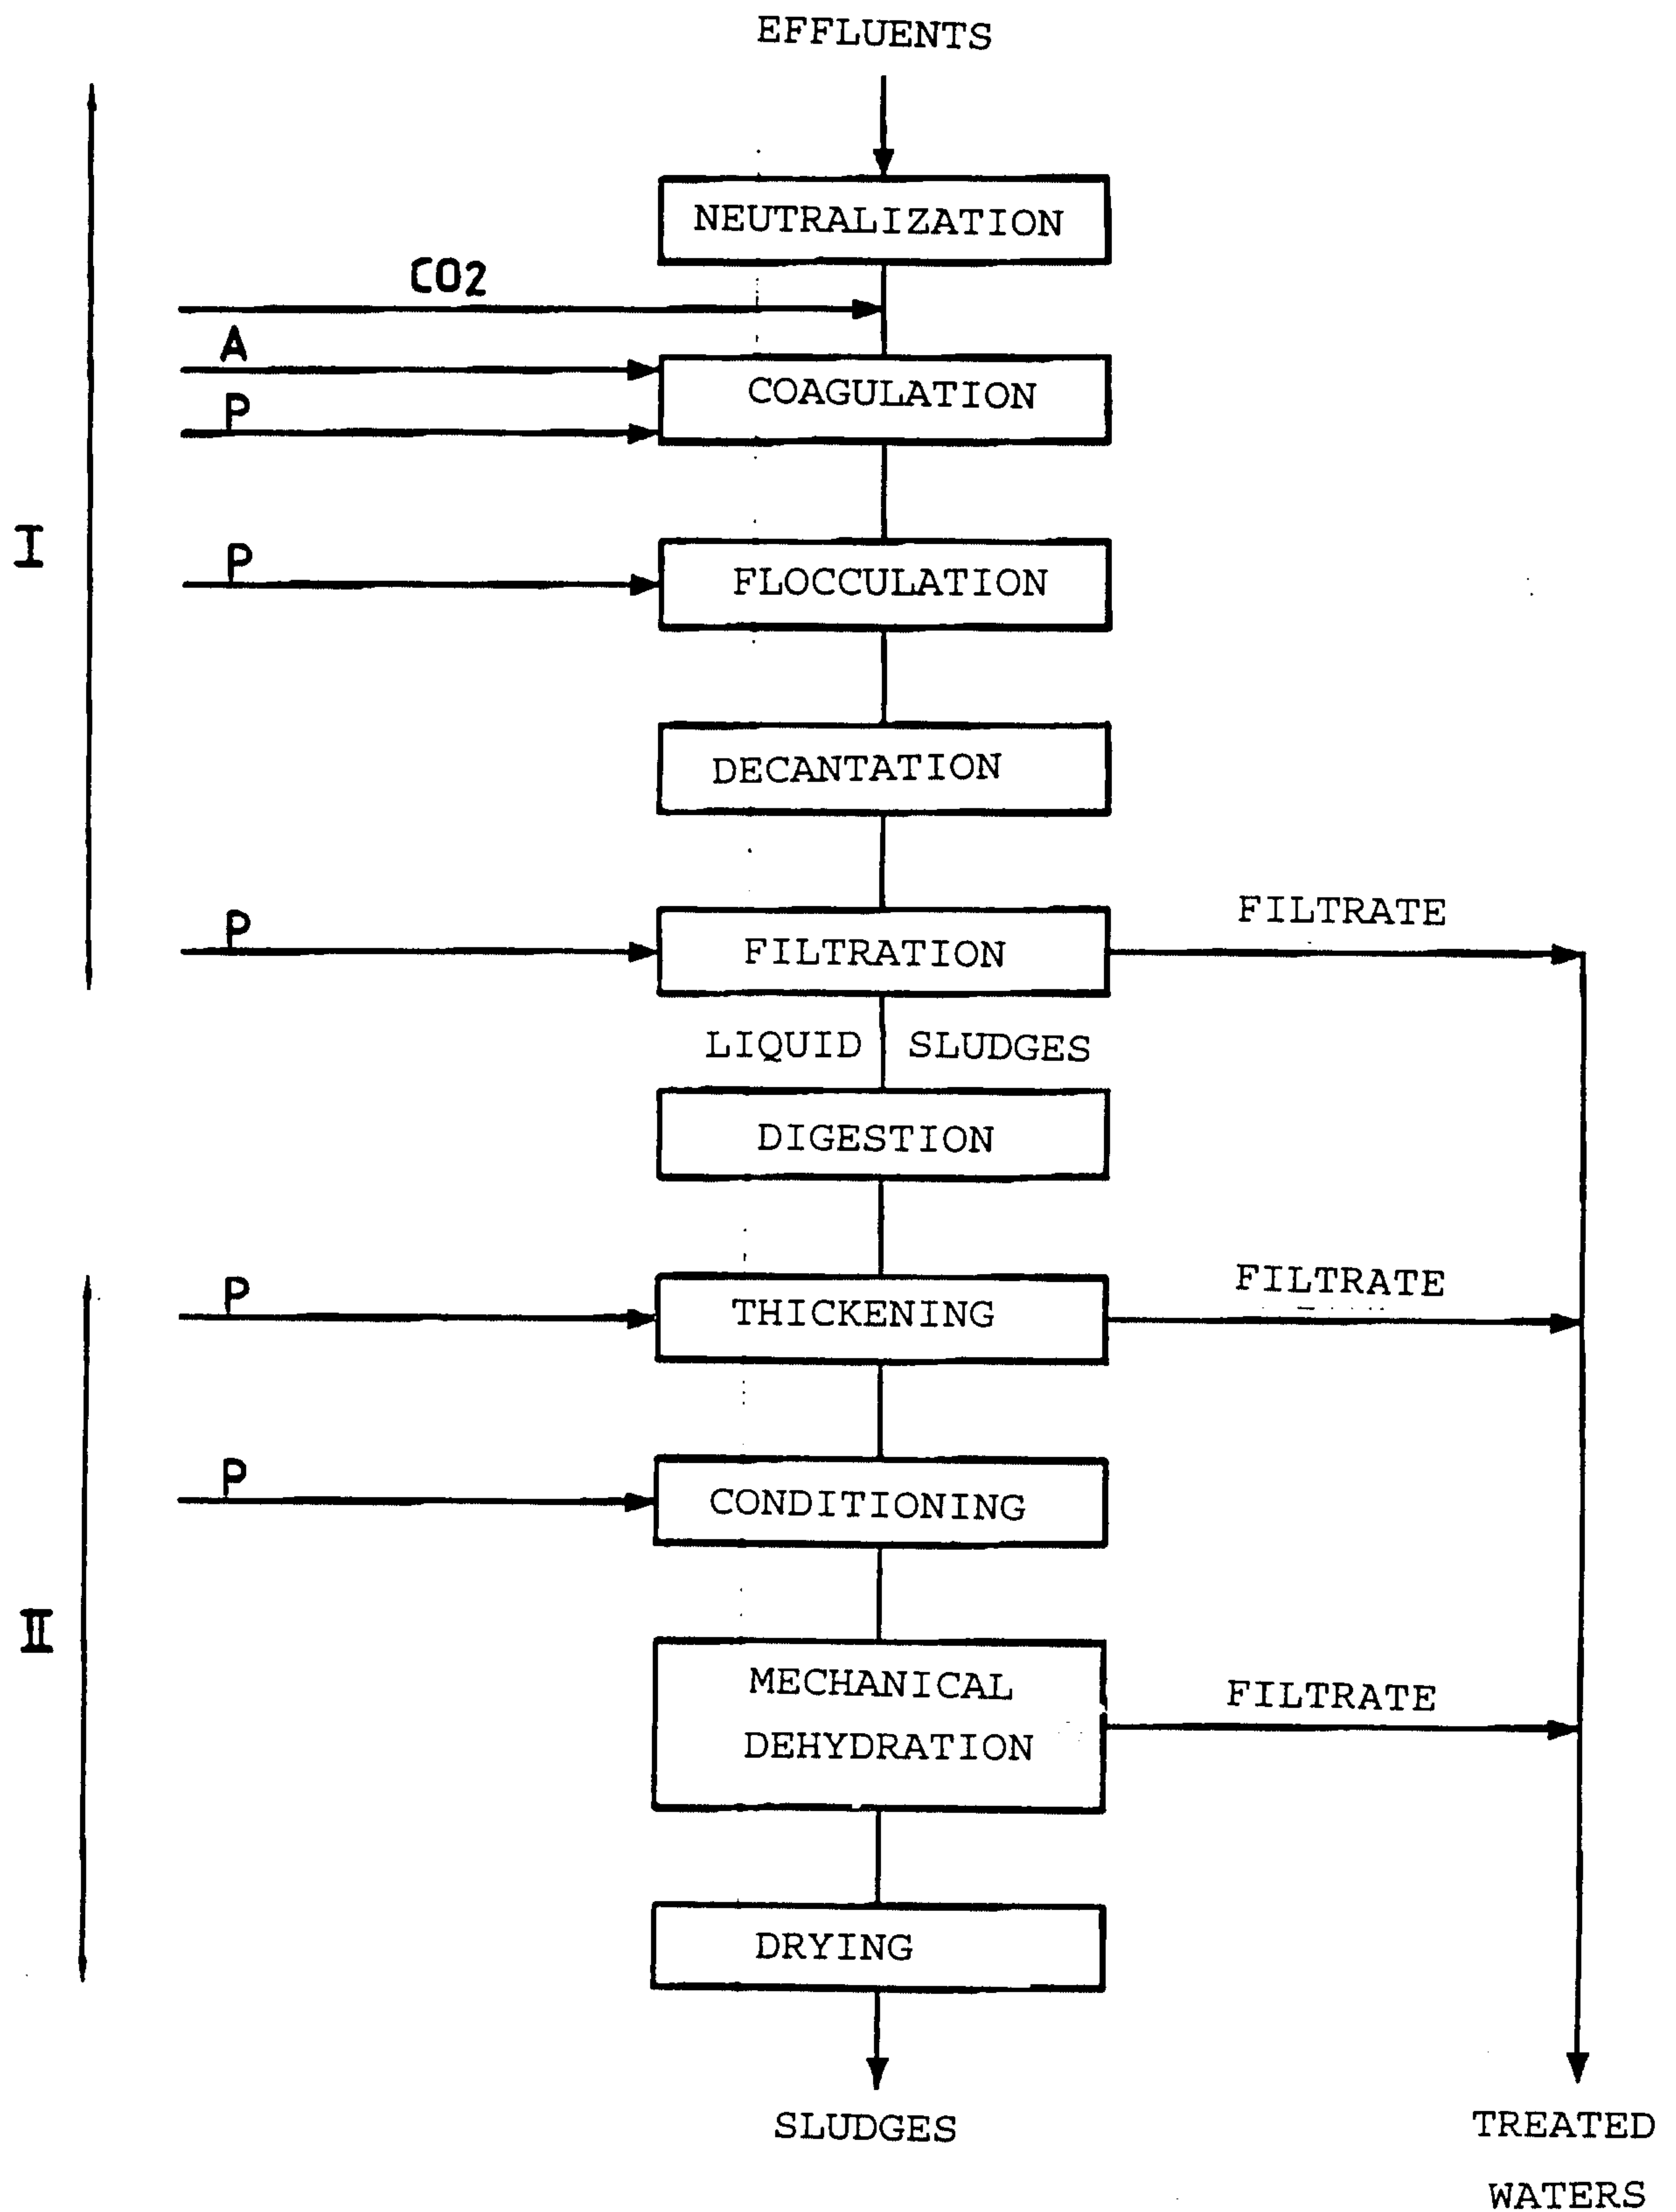 EFFLUENTS
NEUTRALIZATION
CO2
A
COAGULATION
P
I
P
FLOCCULATION
DECANTATION
P
FILTRATION
FILTRATE
LIQUID SLUDGES
DIGESTION
P
THICKENING
FILTRATE
P
CONDITIONING
II
MECHANICAL
DEHYDRATION
FILTRATE
DRYING
SLUDGES
TREATED
WATERS